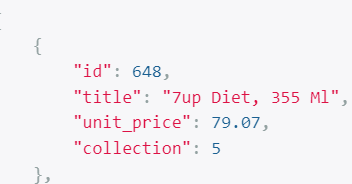 {
"id": 648,
"title": "7up Diet, 355 Ml",
"unit_price": 79.07,
"collection": 5
},